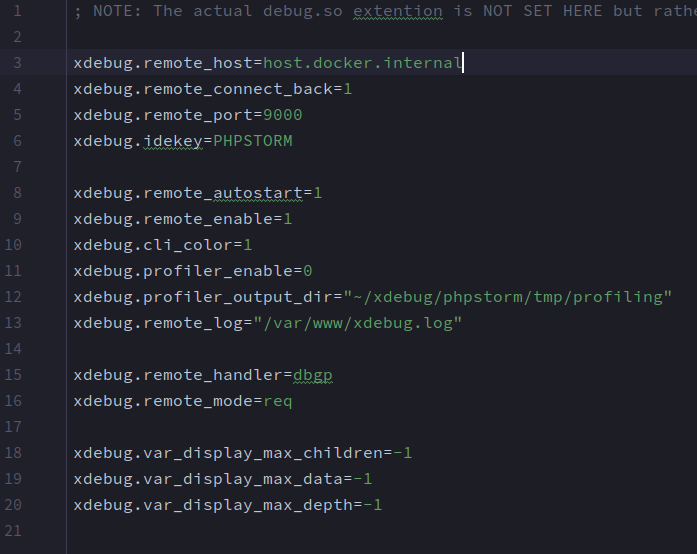 1 ; NOTE: The actual debug.so extention is NOT SET HERE but rathe
2
3 xdebug.remote_host=host.docker.internal
4 xdebug.remote_connect_back=1
5 xdebug.remote_port=9000
6 xdebug.idekey=PHPSTORM
7
8 xdebug.remote_autostart=1
9 xdebug.remote_enable=1
10 xdebug.cli_color=1
11 xdebug.profiler_enable=0
12 xdebug.profiler_output_dir="~/xdebug/phpstorm/tmp/profiling"
13 xdebug.remote_log="/var/www/xdebug.log"
14
15 xdebug.remote_handler=dbgp
16 xdebug.remote_mode=req
17
18 xdebug.var_display_max_children=-1
19 xdebug.var_display_max_data=-1
20 xdebug.var_display_max_depth=-1
21